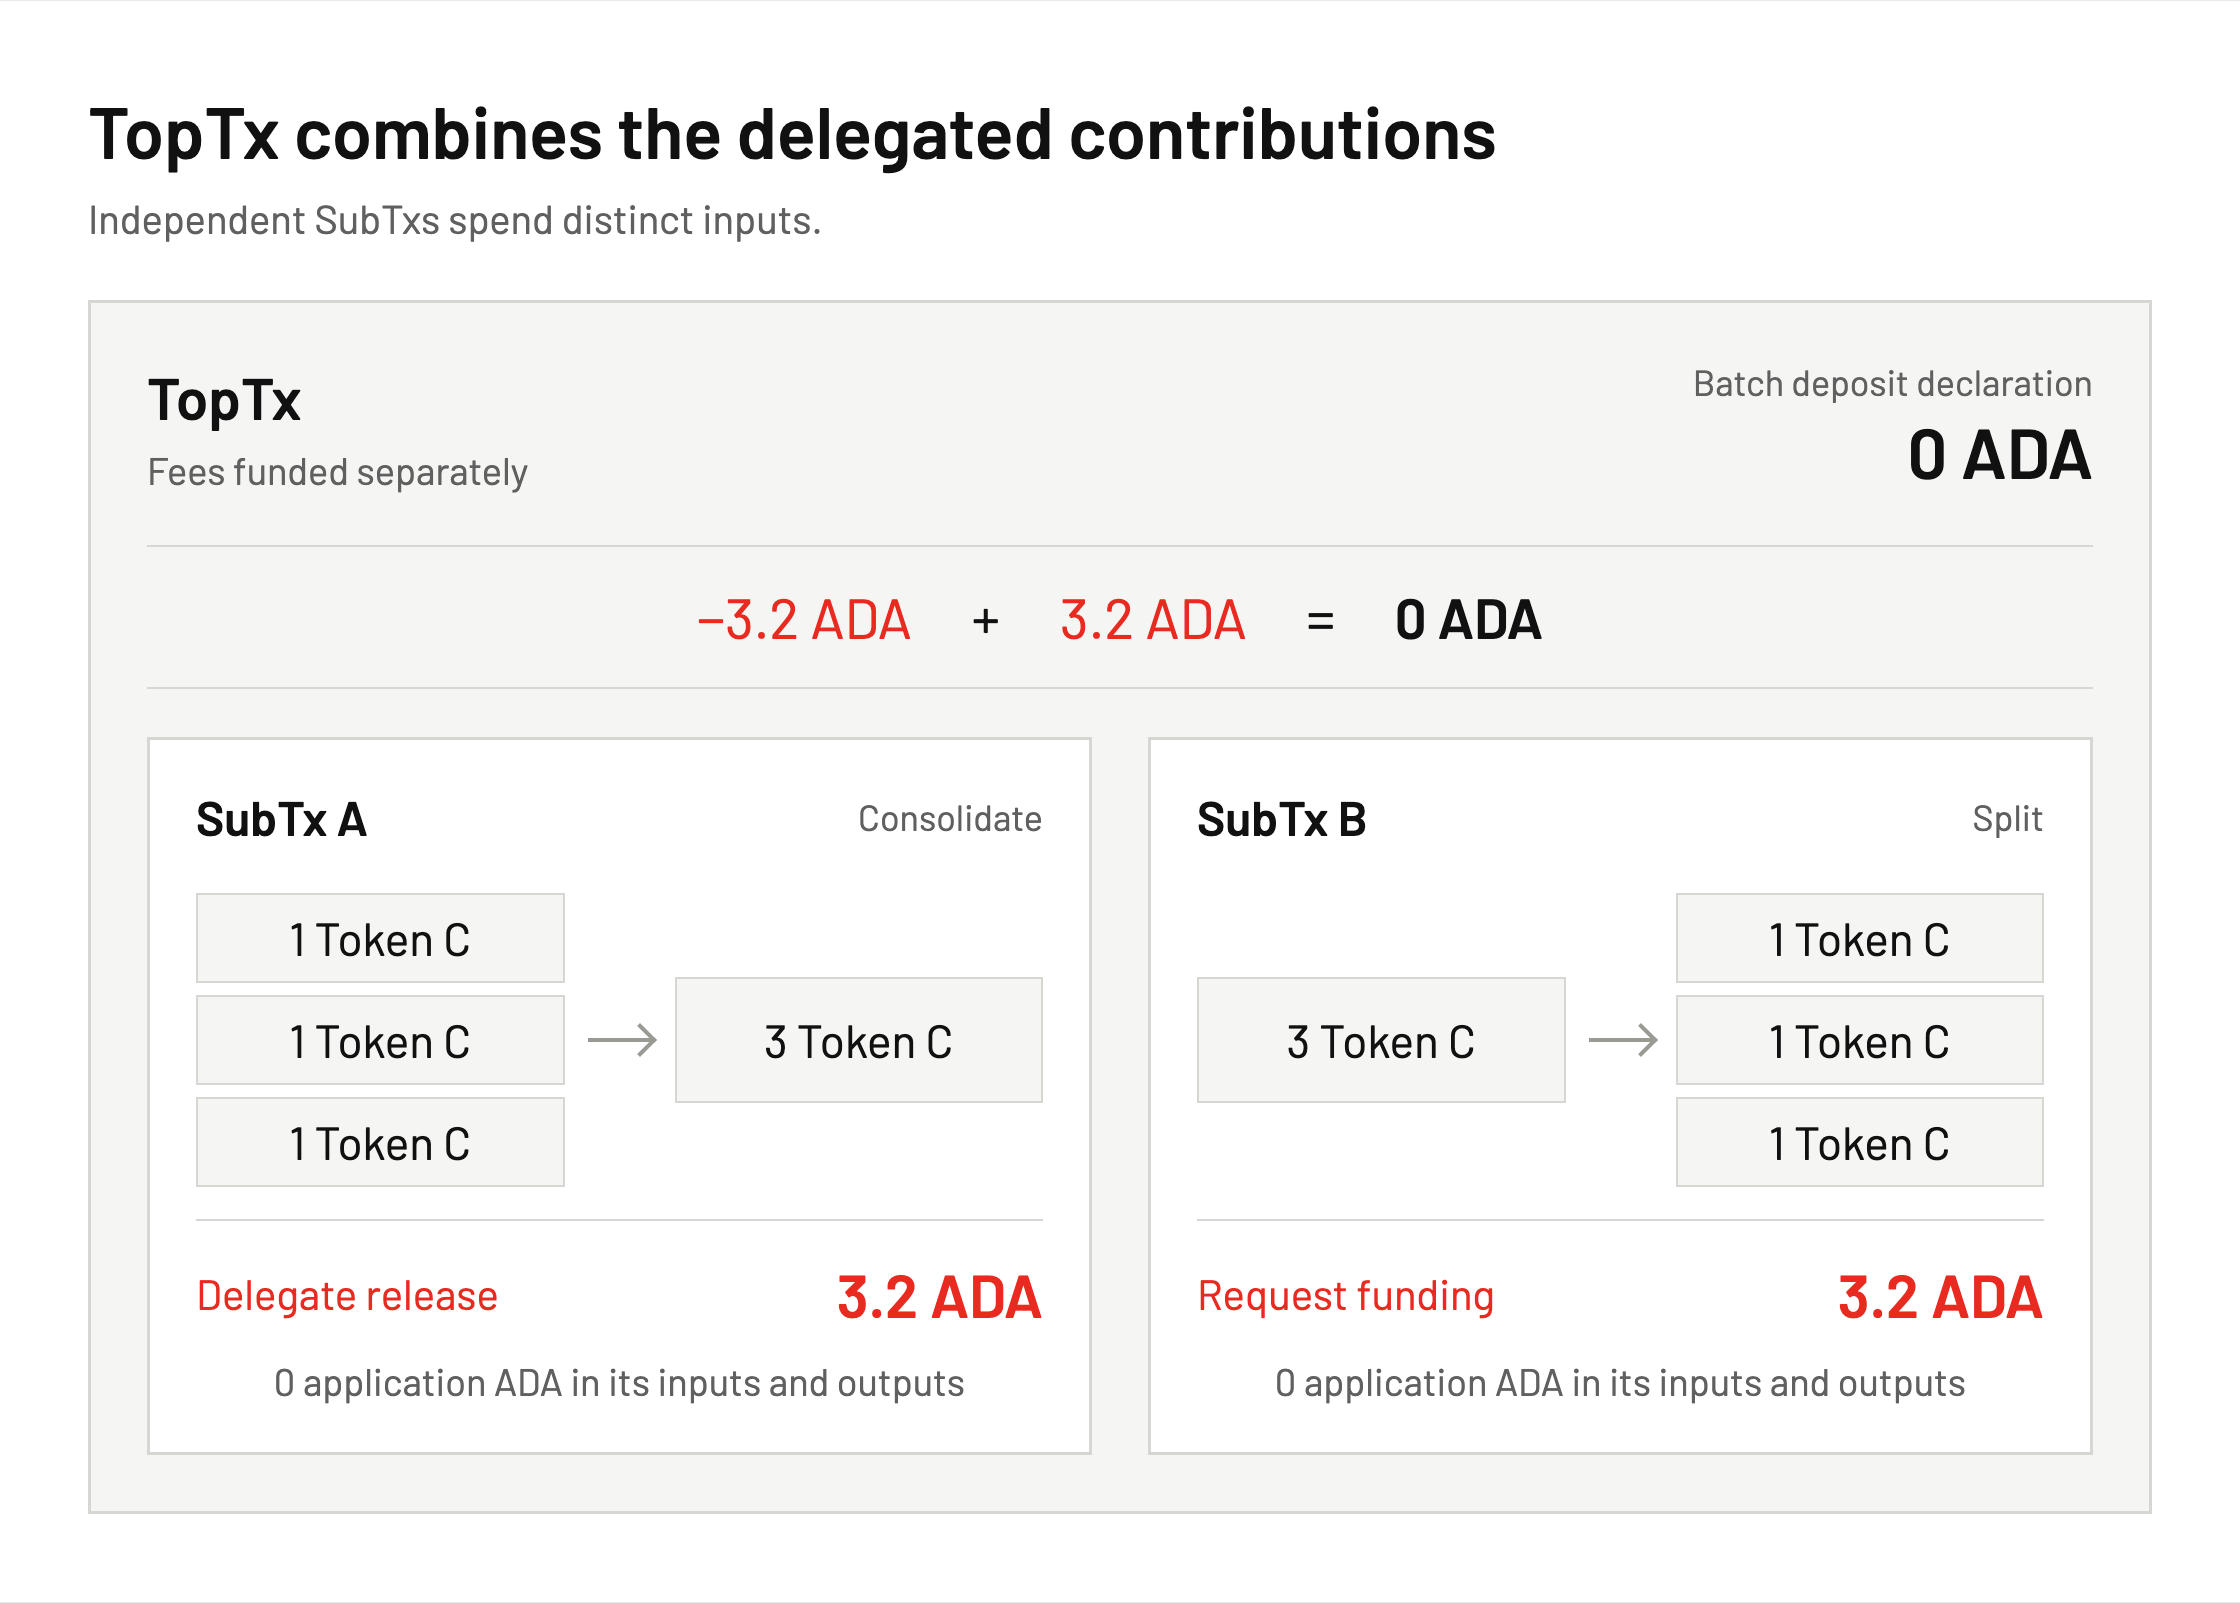 TopTx combines the delegated contributions
Independent SubTxs spend distinct inputs.
TopTx
Fees funded separately
Batch deposit declaration
0 ADA
−3.2 ADA + 3.2 ADA = 0 ADA
SubTx A
Consolidate
1 Token C
1 Token C
1 Token C
3 Token C
Delegate release
3.2 ADA
0 application ADA in its inputs and outputs
SubTx B
Split
3 Token C
1 Token C
1 Token C
1 Token C
Request funding
3.2 ADA
0 application ADA in its inputs and outputs